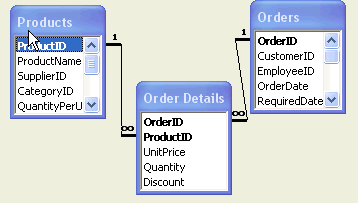 Products
ProductID
ProductName
SupplierID
CategoryID
QuantityPerU
1
∞
Order Details
OrderID
ProductID
UnitPrice
Quantity
Discount
1
∞
Orders
OrderID
CustomerID
EmployeeID
OrderDate
RequiredDate